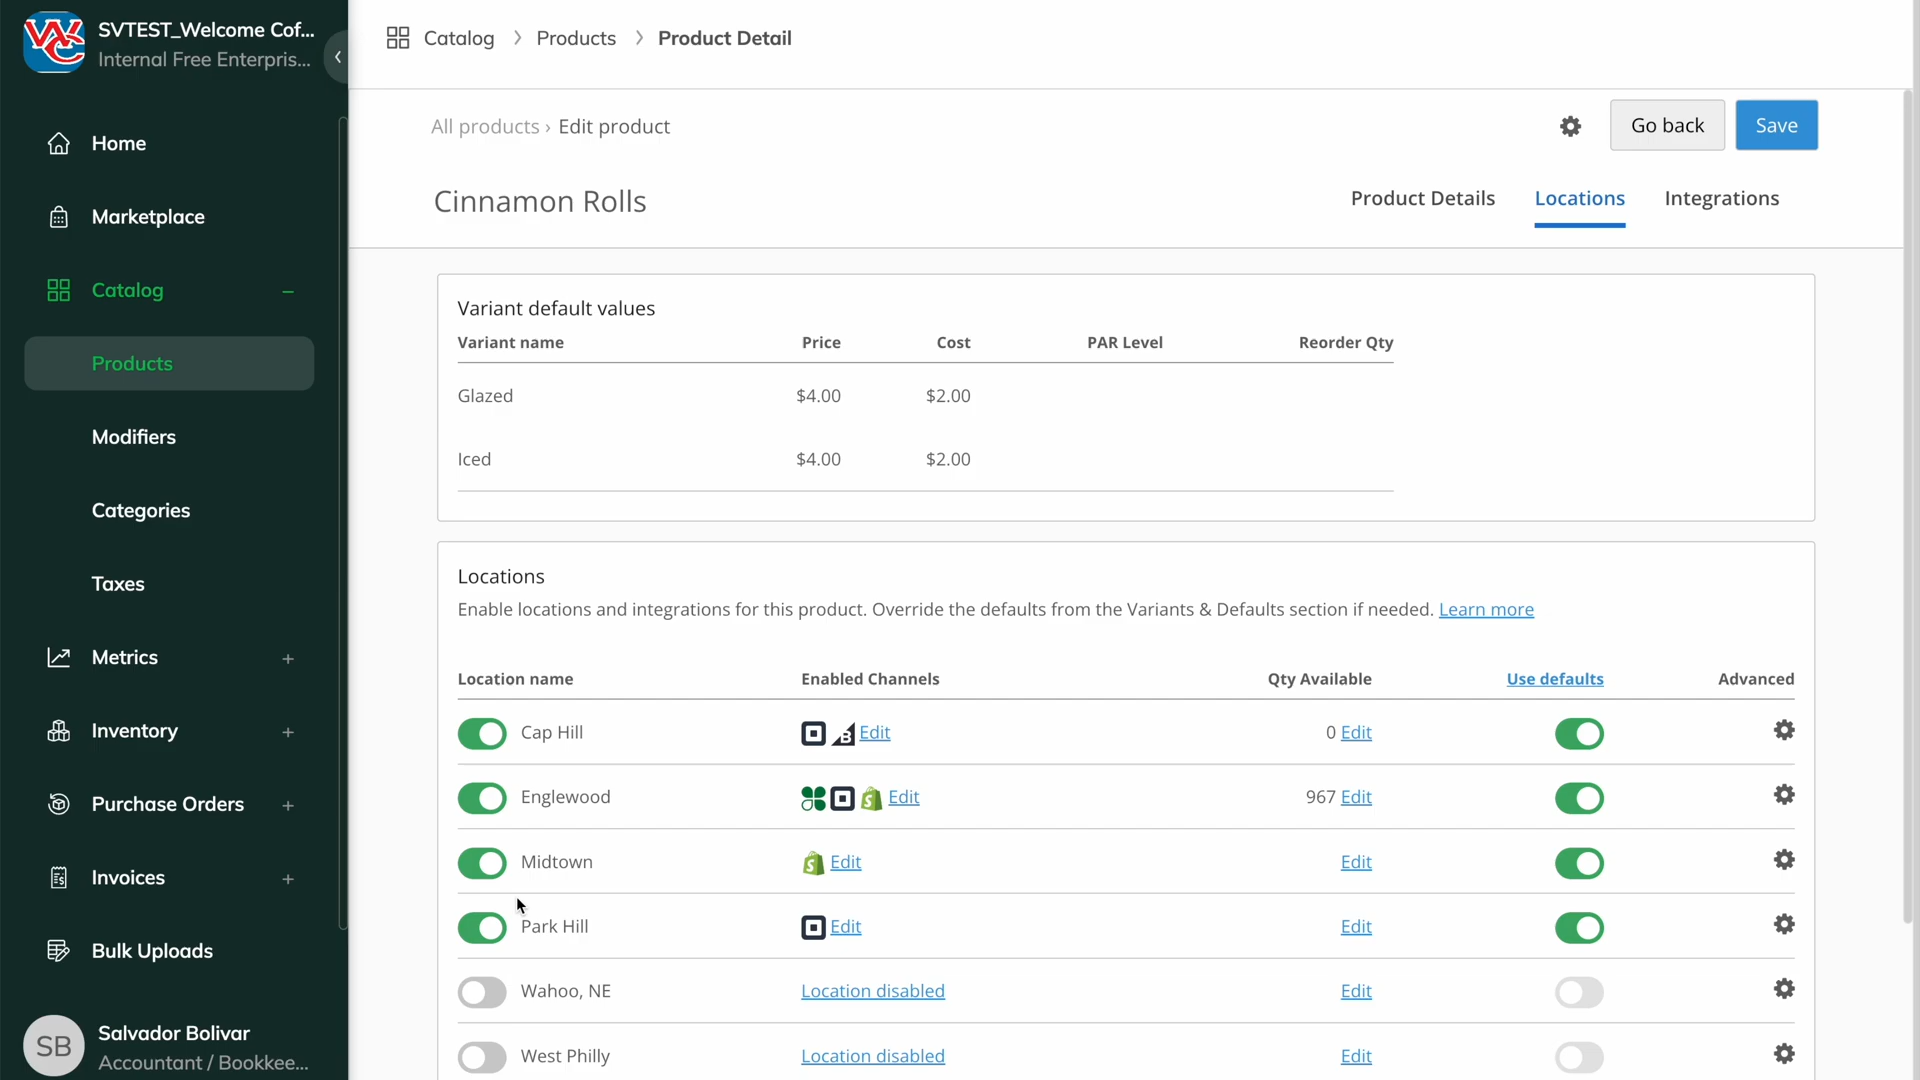 SVTEST_Welcome Cof...
Internal Free Enterpris...
Home
Marketplace
Catalog
Products
Modifiers
Categories
Taxes
Metrics
Inventory
Purchase Orders
Invoices
Bulk Uploads
SB
Salvador Bolivar
Accountant / Bookkee...
Catalog > Products > Product Detail
All products › Edit product
Go back
Save
Cinnamon Rolls
Product Details
Locations
Integrations
Variant default values
Variant name Price Cost PAR Level Reorder Qty
Glazed $4.00 $2.00
Iced $4.00 $2.00
Locations
Enable locations and integrations for this product. Override the defaults from the Variants & Defaults section if needed. Learn more
Location name Enabled Channels Qty Available Use defaults Advanced
Cap Hill B Edit 0 Edit
Englewood Edit 967 Edit
Midtown Edit Edit
Park Hill Edit Edit
Wahoo, NE Location disabled Edit
West Philly Location disabled Edit